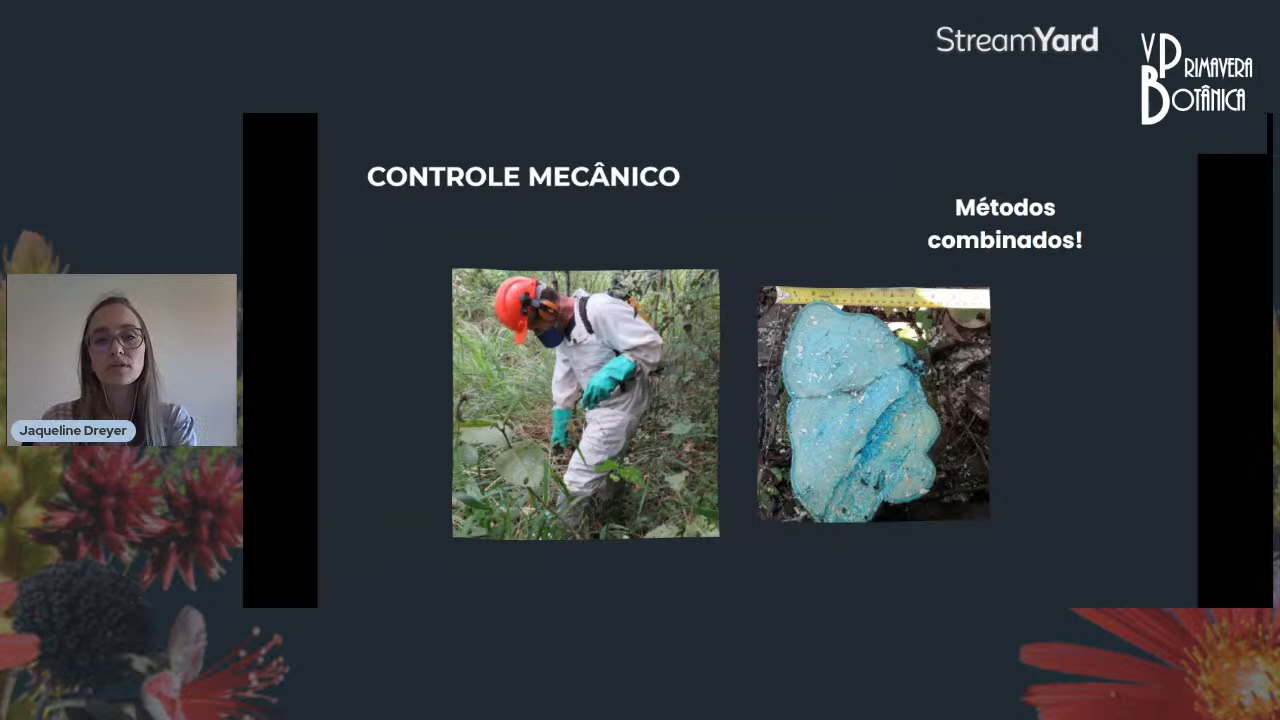 StreamYard
V PRIMAVERA
BOTÂNICA
CONTROLE MECÂNICO
Métodos
combinados!
Jaqueline Dreyer